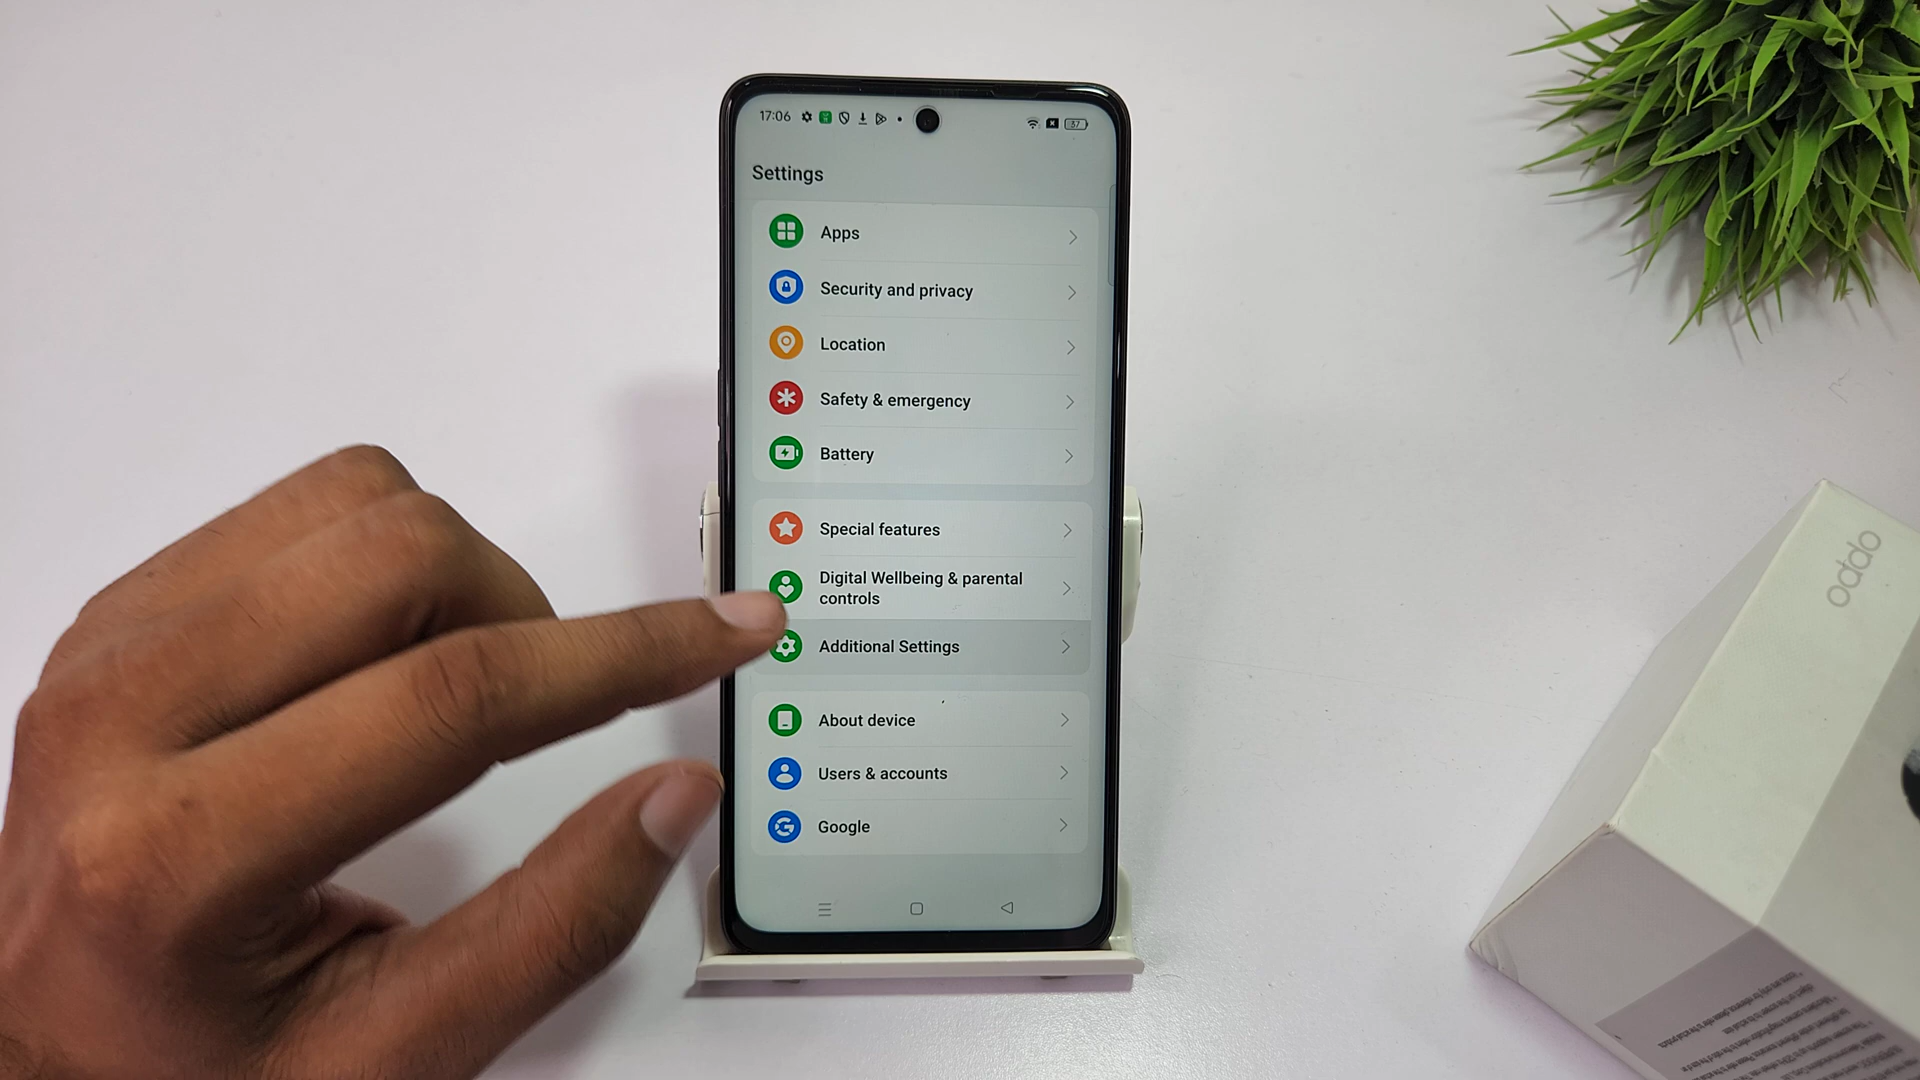 17:06
37
Settings
Apps
Security and privacy
Location
Safety & emergency
Battery
Special features
Digital Wellbeing & parental
controls
Additional Settings
About device
Users & accounts
Google
oppo